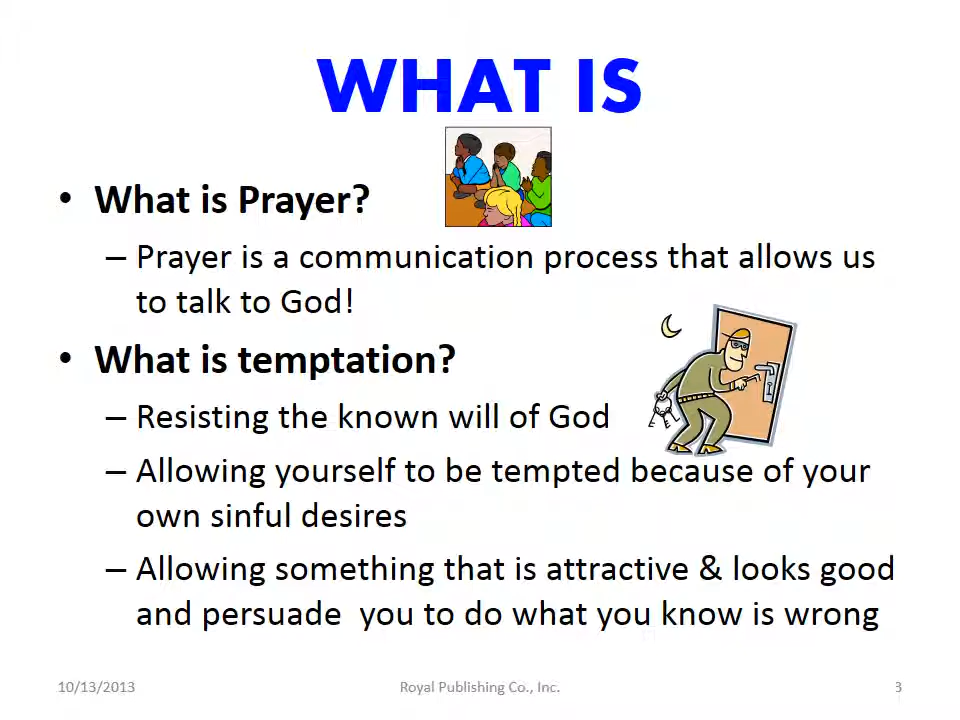 WHAT IS
• What is Prayer?
– Prayer is a communication process that allows us
to talk to God!
• What is temptation?
– Resisting the known will of God
– Allowing yourself to be tempted because of your
own sinful desires
– Allowing something that is attractive & looks good
and persuade  you to do what you know is wrong
10/13/2013 Royal Publishing Co., Inc. 3